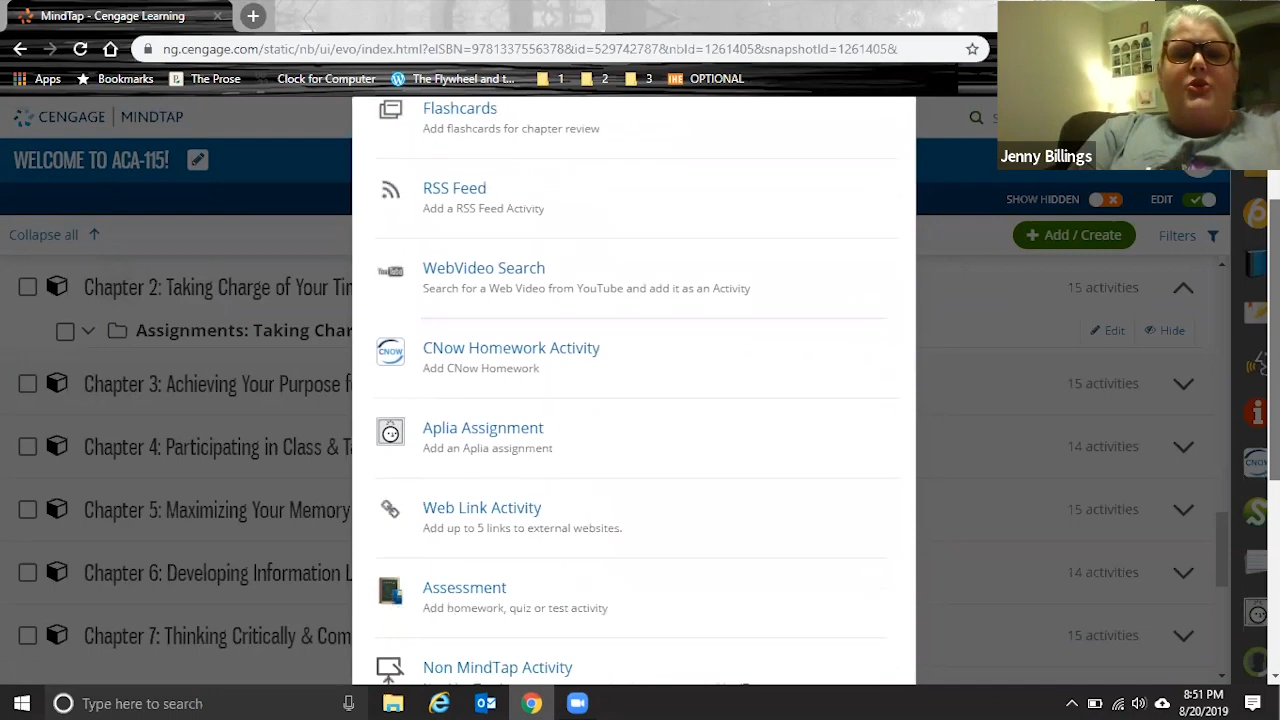 MindTap - Cengage Learning
ng.cengage.com/static/nb/ui/evo/index.html?eISBN=9781337556378&id=529742787&nbId=1261405&snapshotId=1261405&
Apps Bookmarks The Prose Clock for Computer The Flywheel and t... 1 2 3 OPTIONAL
Jenny Billings
CENGAGE | MINDTAP
WELCOME TO ACA-115!
SHOW HIDDEN EDIT
Collapse all
+ Add / Create
Filters
Flashcards
Add flashcards for chapter review
RSS Feed
Add a RSS Feed Activity
WebVideo Search
Search for a Web Video from YouTube and add it as an Activity
CNow Homework Activity
Add CNow Homework
Aplia Assignment
Add an Aplia assignment
Web Link Activity
Add up to 5 links to external websites.
Assessment
Add homework, quiz or test activity
Non MindTap Activity
Chapter 2: Taking Charge of Your Tim
15 activities
Assignments: Taking Char
Edit Hide
Chapter 3: Achieving Your Purpose f
15 activities
Chapter 4: Participating in Class & Ta
14 activities
Chapter 5: Maximizing Your Memory
15 activities
Chapter 6: Developing Information L
14 activities
Chapter 7: Thinking Critically & Com
15 activities
CNOW
CNOW
YouTube
Type here to search
8:51 PM
8/20/2019